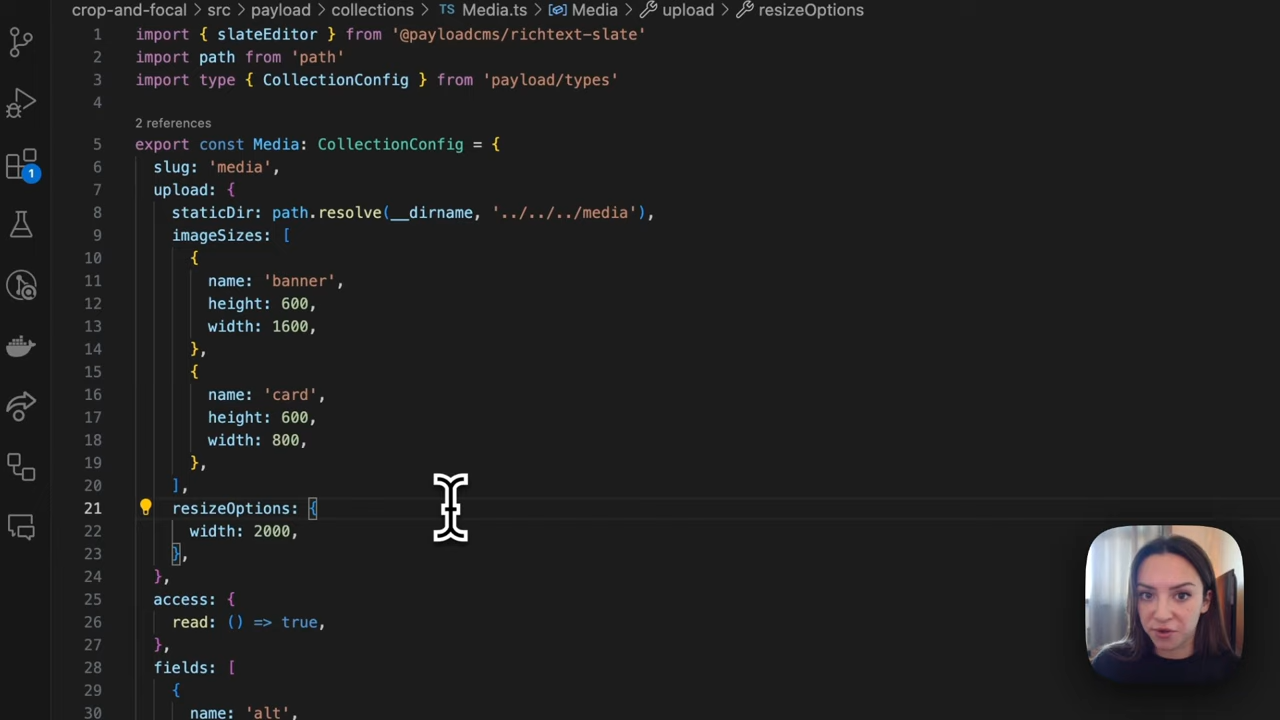 crop-and-focal > src > payload > collections > TS Media.ts > Media > upload > resizeOptions
1 import { slateEditor } from '@payloadcms/richtext-slate'
2 import path from 'path'
3 import type { CollectionConfig } from 'payload/types'
4
2 references
5 export const Media: CollectionConfig = {
6 slug: 'media',
7 upload: {
8 staticDir: path.resolve(__dirname, '../../../media'),
9 imageSizes: [
10 {
11 name: 'banner',
12 height: 600,
13 width: 1600,
14 },
15 {
16 name: 'card',
17 height: 600,
18 width: 800,
19 },
20 ],
21 resizeOptions: {
22 width: 2000,
23 },
24 },
25 access: {
26 read: () => true,
27 },
28 fields: [
29 {
30 name: 'alt',
1